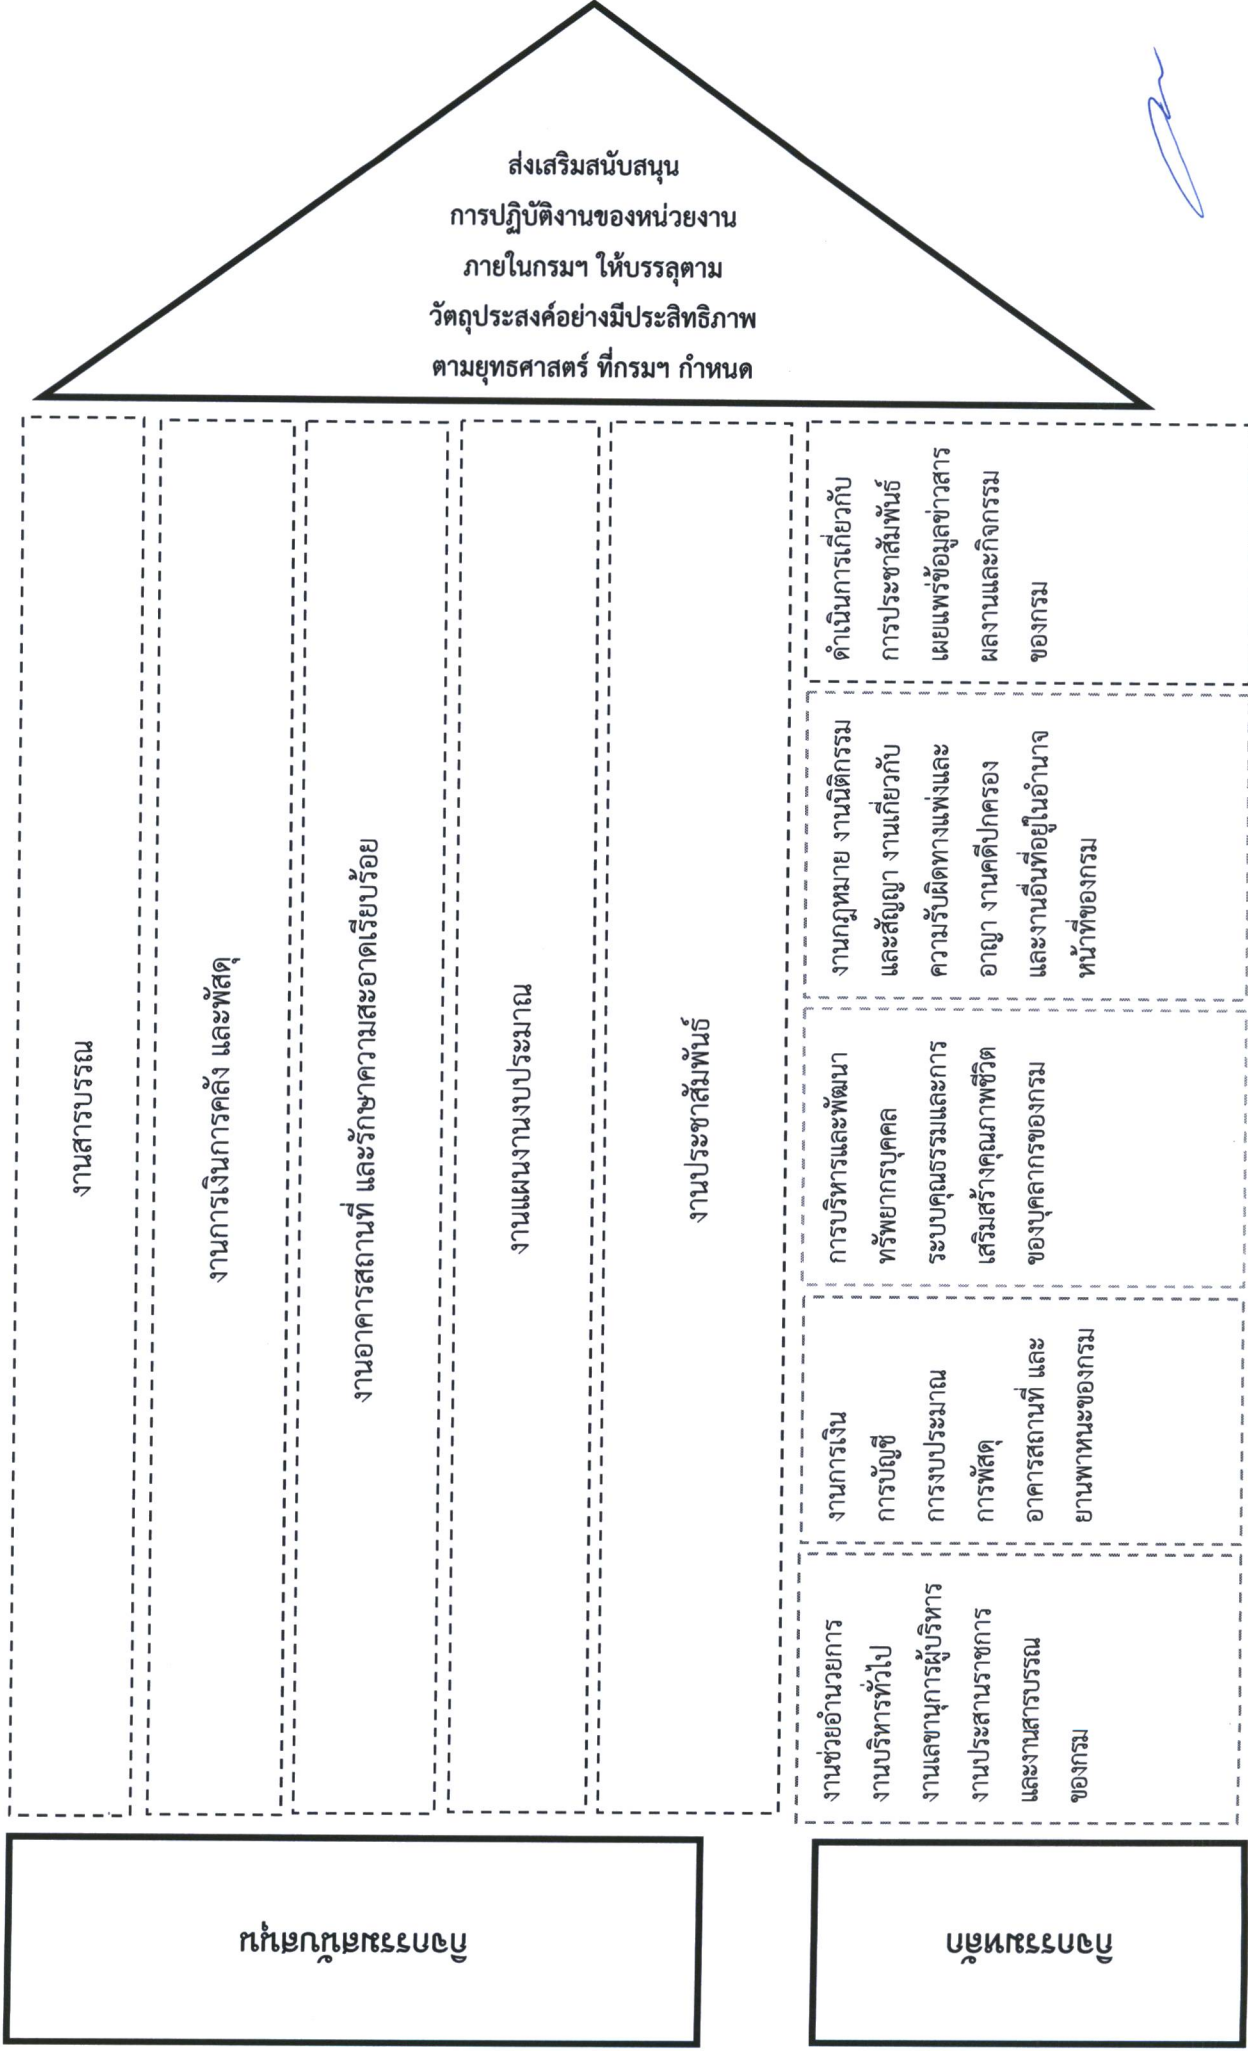 กิจกรรมสนับสนุน
งานสารบรรณ
งานการเงินการคลัง และพัสดุ
งานอาคารสถานที่ และรักษาความสะอาดเรียบร้อย
งานแผนงานงบประมาณ
งานประชาสัมพันธ์
กิจกรรมหลัก
งานช่วยอำนวยการ
งานบริหารทั่วไป
งานเลขานุการผู้บริหาร
งานประสานราชการ
และงานสารบรรณ
ของกรม
งานการเงิน
การบัญชี
การงบประมาณ
การพัสดุ
อาคารสถานที่ และ
ยานพาหนะของกรม
การบริหารและพัฒนา
ทรัพยากรบุคคล
ระบบคุณธรรมและการ
เสริมสร้างคุณภาพชีวิต
ของบุคลากรของกรม
งานกฎหมาย งานนิติกรรม
และสัญญา งานเกี่ยวกับ
ความรับผิดทางแพ่งและ
อาญา งานคดีปกครอง
และงานอื่นที่อยู่ในอำนาจ
หน้าที่ของกรม
ดำเนินการเกี่ยวกับ
การประชาสัมพันธ์
เผยแพร่ข้อมูลข่าวสาร
ผลงานและกิจกรรม
ของกรม
ส่งเสริมสนับสนุน
การปฏิบัติงานของหน่วยงาน
ภายในกรมฯ ให้บรรลุตาม
วัตถุประสงค์อย่างมีประสิทธิภาพ
ตามยุทธศาสตร์ ที่กรมฯ กำหนด